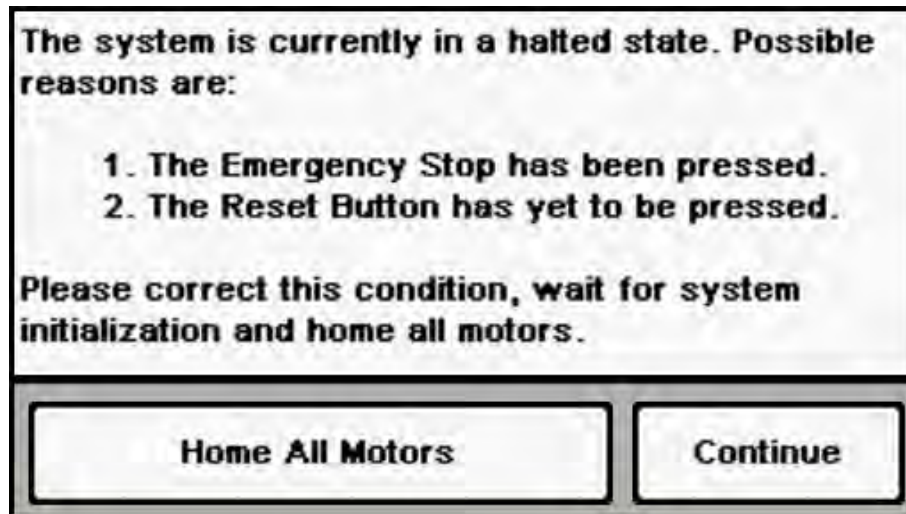 The system is currently in a halted state. Possible
reasons are:
1. The Emergency Stop has been pressed.
2. The Reset Button has yet to be pressed.
Please correct this condition, wait for system
initialization and home all motors.
Home All Motors
Continue